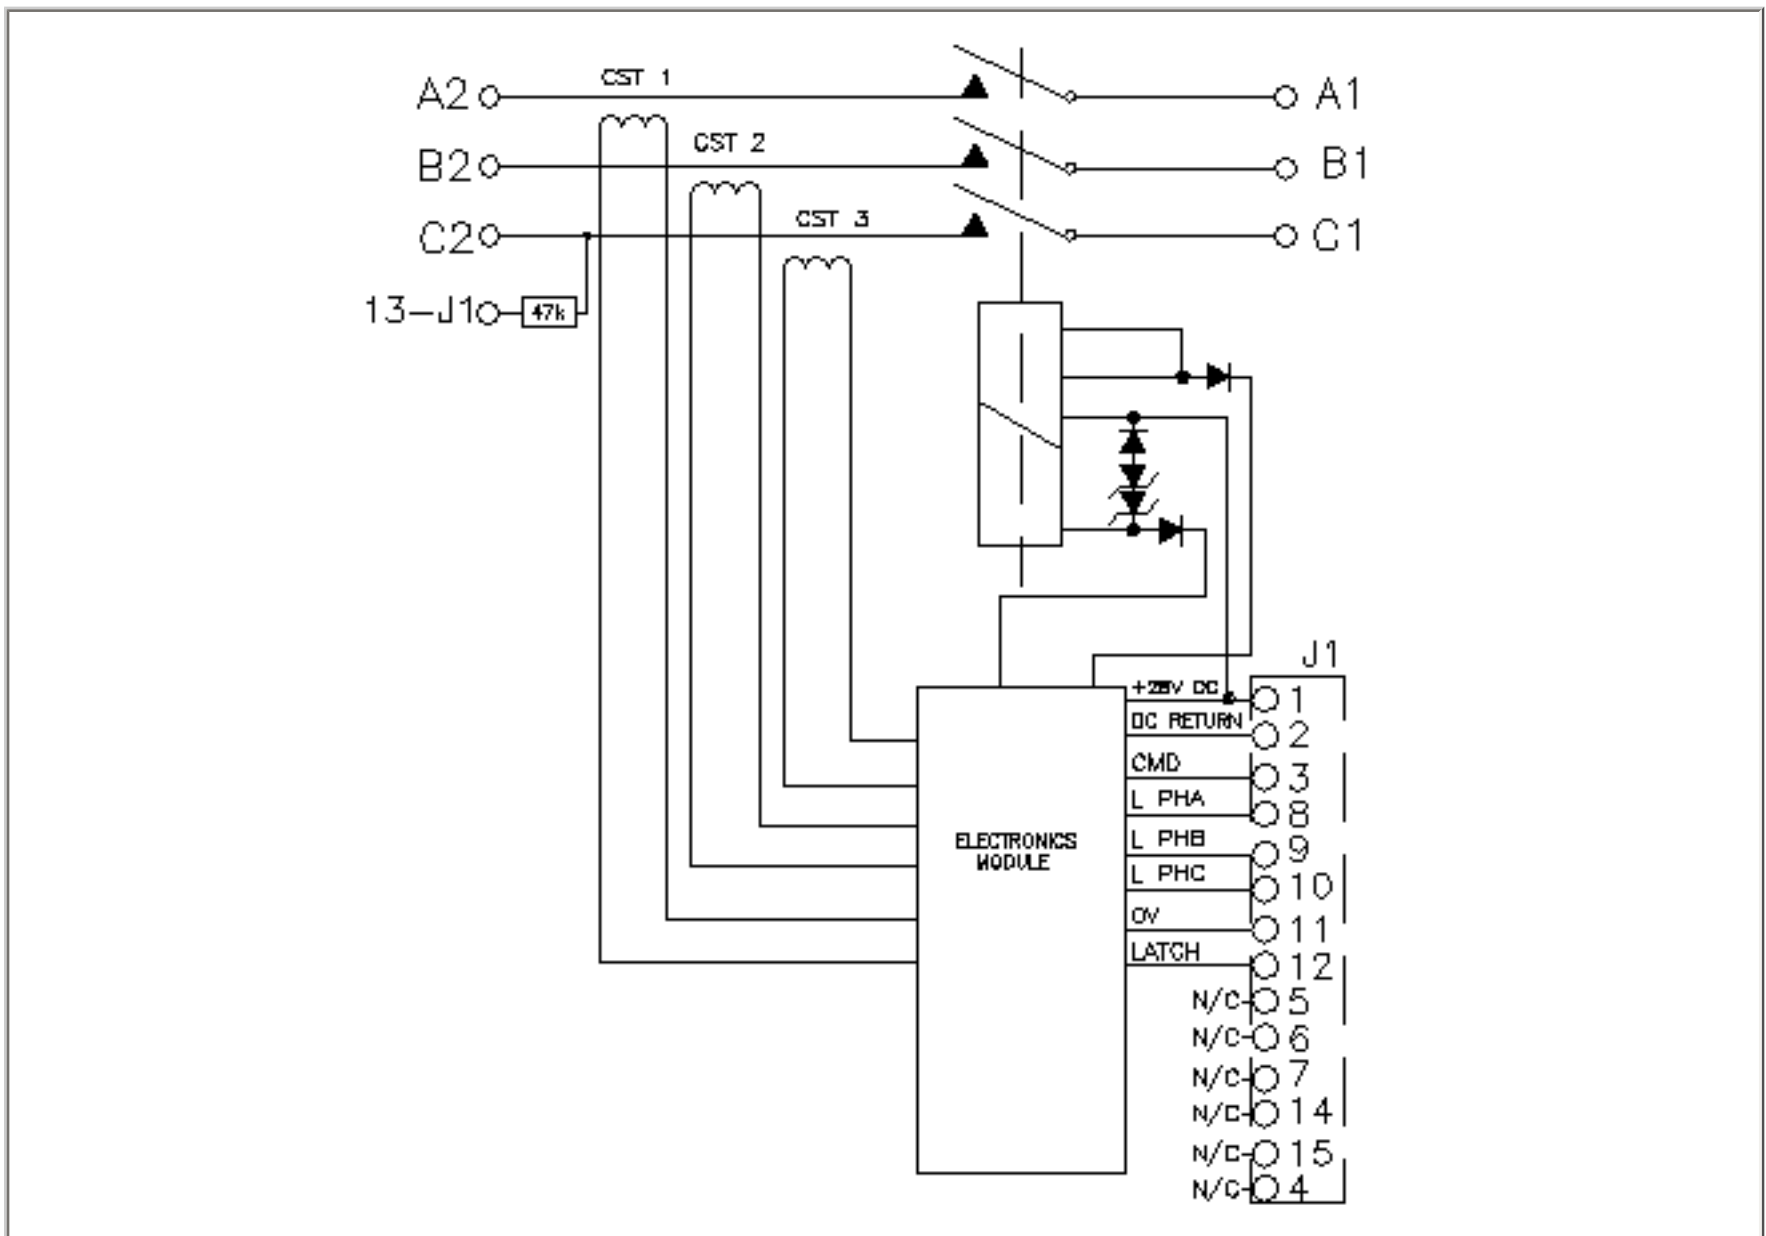 CST 1
A2
A1
CST 2
B2
B1
CST 3
C2
C1
13-J1
47k
J1
+28V DC
1
DC RETURN
2
CMD
3
L PHA
8
ELECTRONICS
MODULE
L PHB
9
L PHC
10
0V
11
LATCH
12
N/C
5
N/C
6
N/C
7
N/C
14
N/C
15
N/C
4